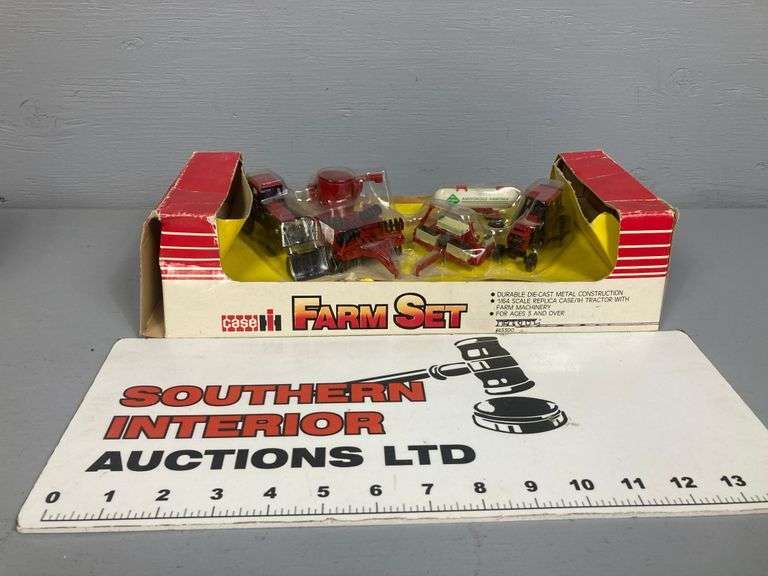 ANHYDROUS AMMONIA
CASE IH
FARM SET
• DURABLE DIE-CAST METAL CONSTRUCTION
• 1/64 SCALE REPLICA CASE/IH TRACTOR WITH
FARM MACHINERY
• FOR AGES 3 AND OVER
SOUTHERN
INTERIOR
AUCTIONS LTD
0 1 2 3 4 5 6 7 8 9 10 11 12 13